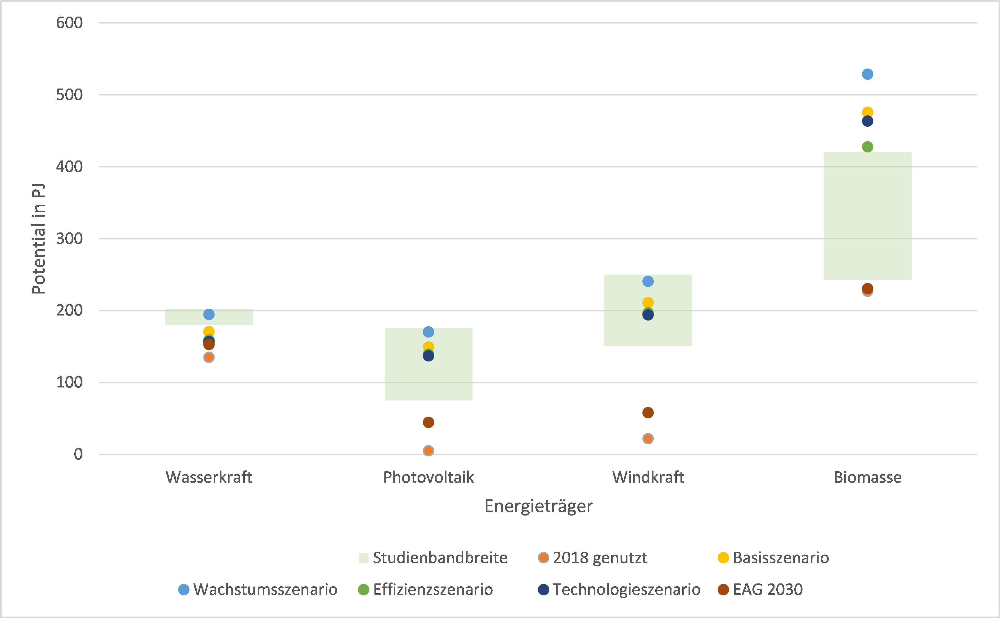 600
500
400
300
200
100
0
Potential in PJ
Wasserkraft
Photovoltaik
Windkraft
Biomasse
Energieträger
Studienbandbreite
2018 genutzt
Basisszenario
Wachstumsszenario
Effizienzszenario
Technologieszenario
EAG 2030